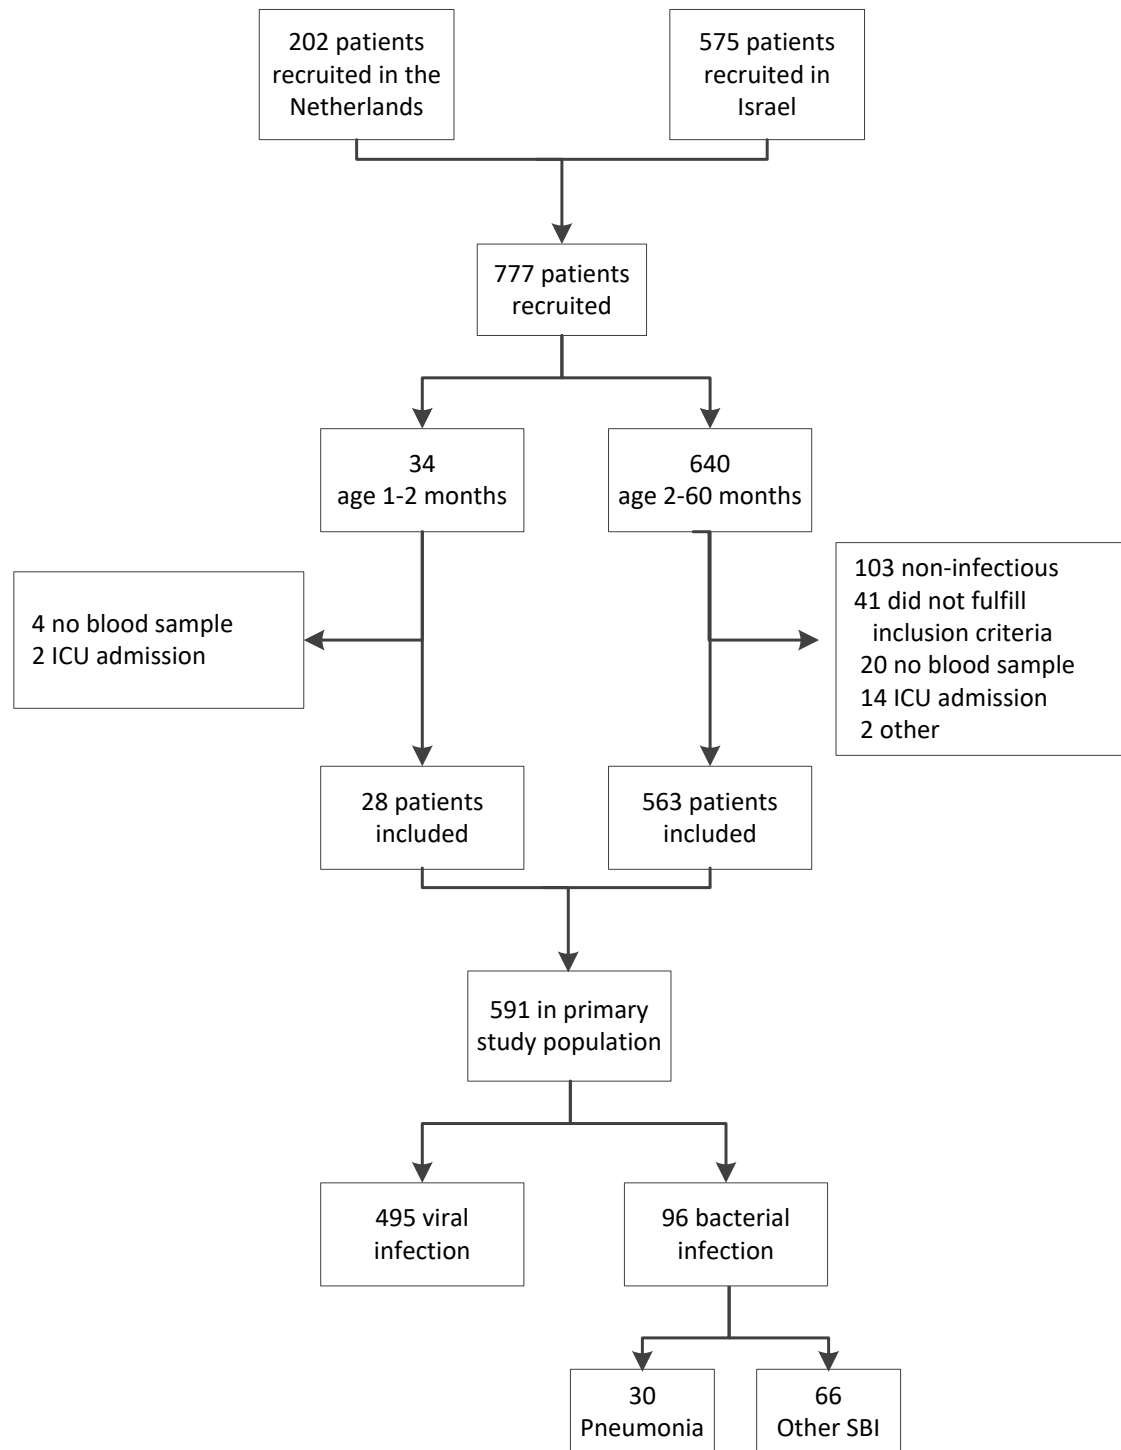 202 patients
recruited in the
Netherlands
575 patients
recruited in
Israel
777 patients
recruited
34
age 1-2 months
640
age 2-60 months
4 no blood sample
2 ICU admission
103 non-infectious
41 did not fulfill
inclusion criteria
20 no blood sample
14 ICU admission
2 other
28 patients
included
563 patients
included
591 in primary
study population
495 viral
infection
96 bacterial
infection
30
Pneumonia
66
Other SBI